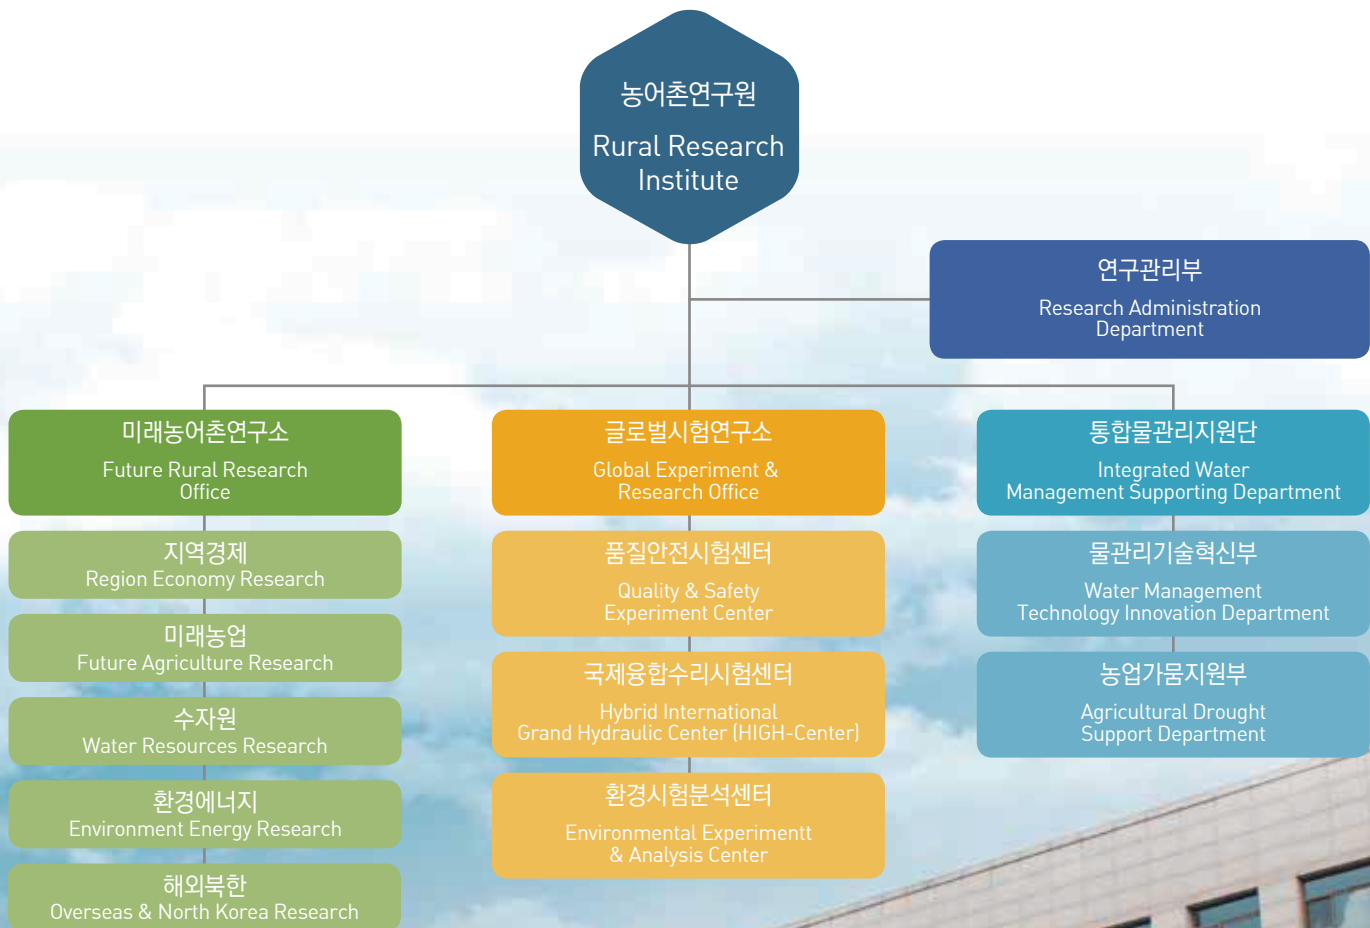 농어촌연구원
Rural Research
Institute
연구관리부
Research Administration
Department
미래농어촌연구소
Future Rural Research
Office
지역경제
Region Economy Research
미래농업
Future Agriculture Research
수자원
Water Resources Research
환경에너지
Environment Energy Research
해외북한
Overseas & North Korea Research
글로벌시험연구소
Global Experiment &
Research Office
품질안전시험센터
Quality & Safety
Experiment Center
국제융합수리시험센터
Hybrid International
Grand Hydraulic Center (HIGH-Center)
환경시험분석센터
Environmental Experimentt
& Analysis Center
통합물관리지원단
Integrated Water
Management Supporting Department
물관리기술혁신부
Water Management
Technology Innovation Department
농업가뭄지원부
Agricultural Drought
Support Department